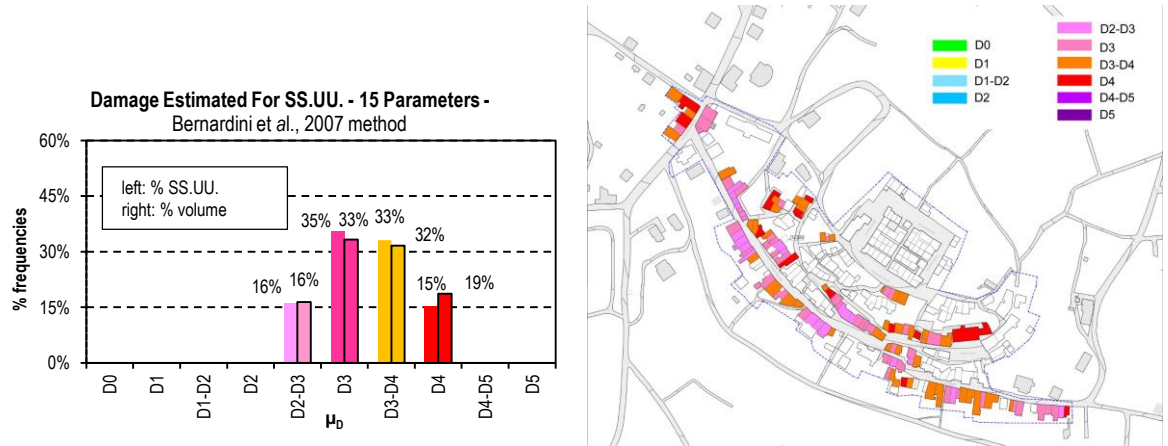 Damage Estimated For SS.UU. - 15 Parameters -
Bernardini et al., 2007 method
% frequencies
60%
45%
30%
15%
0%
left: % SS.UU.
right: % volume
16%
16%
35%
33%
33%
32%
15%
19%
D0
D1
D1-D2
D2
D2-D3
D3
D3-D4
D4
D4-D5
D5
μD
D0
D1
D1-D2
D2
D2-D3
D3
D3-D4
D4
D4-D5
D5